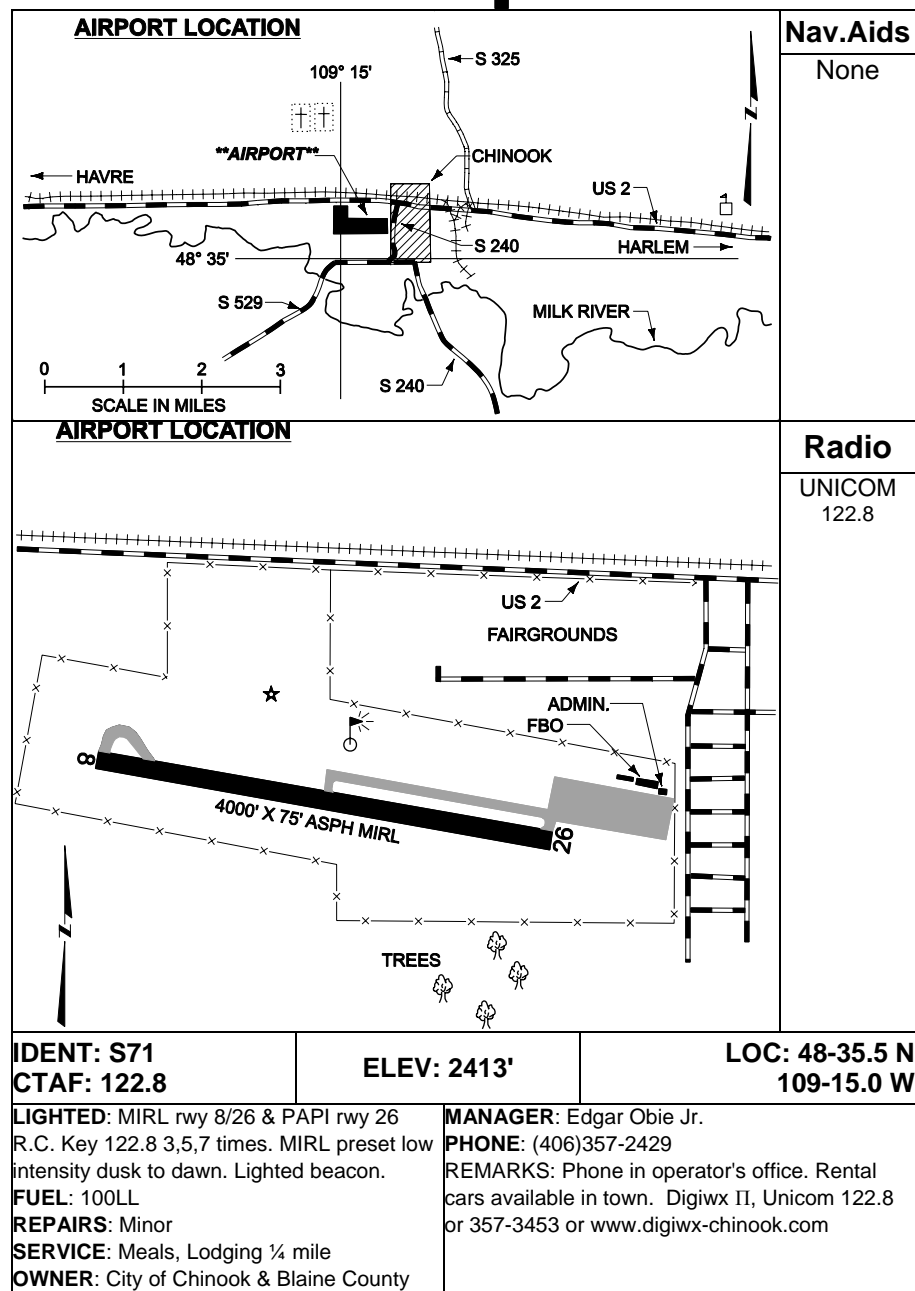 AIRPORT LOCATION
Nav.Aids
None
S 325
109° 15'
**AIRPORT**
CHINOOK
HAVRE
US 2
N
S 240
HARLEM
48° 35'
S 529
MILK RIVER
0 1 2 3
S 240
SCALE IN MILES
AIRPORT LOCATION
Radio
UNICOM
122.8
US 2
FAIRGROUNDS
ADMIN.
FBO
8
4000' X 75' ASPH MIRL
26
N
TREES
IDENT: S71
CTAF: 122.8
ELEV: 2413'
LOC: 48-35.5 N
109-15.0 W
LIGHTED: MIRL rwy 8/26 & PAPI rwy 26
R.C. Key 122.8 3,5,7 times. MIRL preset low
intensity dusk to dawn. Lighted beacon.
FUEL: 100LL
REPAIRS: Minor
SERVICE: Meals, Lodging ¼ mile
OWNER: City of Chinook & Blaine County
MANAGER: Edgar Obie Jr.
PHONE: (406)357-2429
REMARKS: Phone in operator's office. Rental
cars available in town. Digiwx II, Unicom 122.8
or 357-3453 or www.digiwx-chinook.com